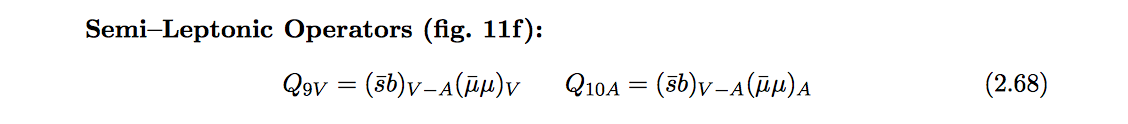 Semi–Leptonic Operators (fig. 11f):
Q_{9V} = (s̄b)_{V−A}(μ̄μ)_V Q_{10A} = (s̄b)_{V−A}(μ̄μ)_A (2.68)